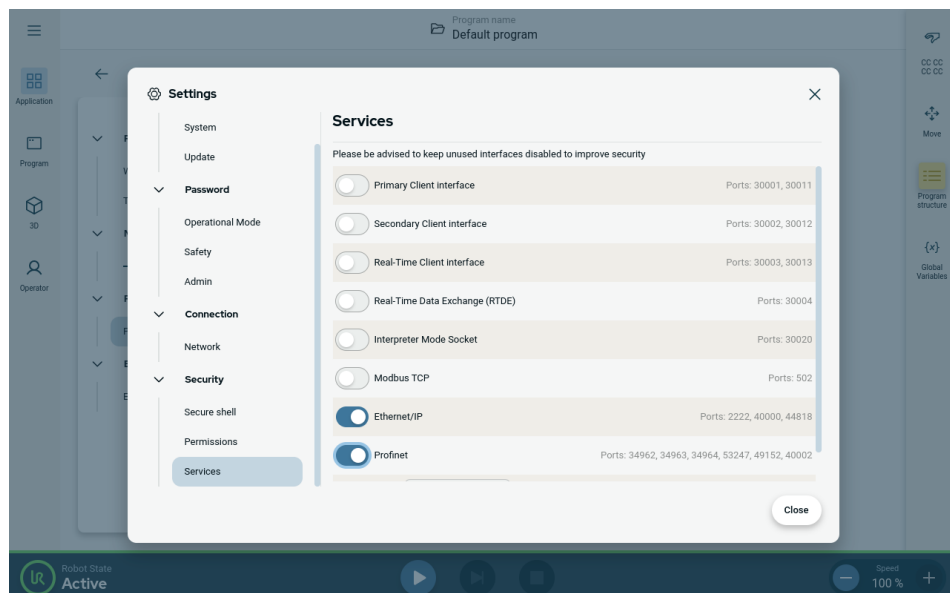 Program name
Default program
Application
Program
3D
Operator
CC CC
CC CC
Move
Program
structure
{x}
Global
Variables
Settings
System
Update
Password
Operational Mode
Safety
Admin
Connection
Network
Security
Secure shell
Permissions
Services
Services
Please be advised to keep unused interfaces disabled to improve security
Primary Client interface Ports: 30001, 30011
Secondary Client interface Ports: 30002, 30012
Real-Time Client interface Ports: 30003, 30013
Real-Time Data Exchange (RTDE) Ports: 30004
Interpreter Mode Socket Ports: 30020
Modbus TCP Ports: 502
Ethernet/IP Ports: 2222, 40000, 44818
Profinet Ports: 34962, 34963, 34964, 53247, 49152, 40002
Close
UR
Robot State
Active
Speed
100 %